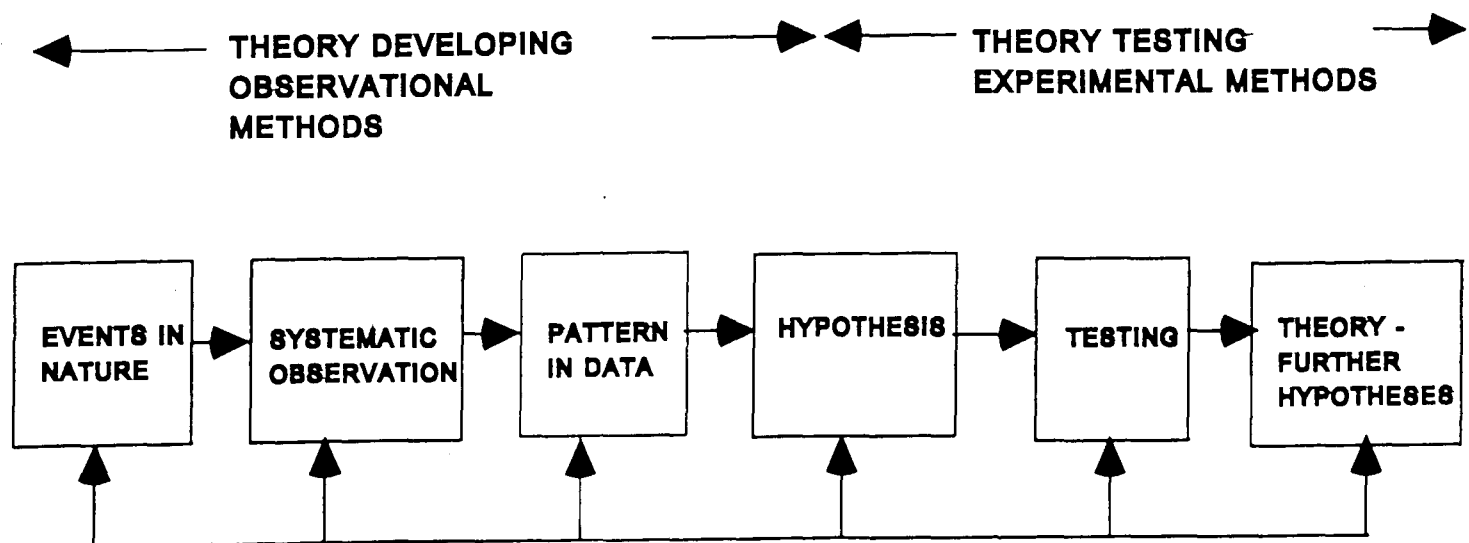 THEORY DEVELOPING
OBSERVATIONAL
METHODS
THEORY TESTING
EXPERIMENTAL METHODS
EVENTS IN
NATURE
SYSTEMATIC
OBSERVATION
PATTERN
IN DATA
HYPOTHESIS
TESTING
THEORY -
FURTHER
HYPOTHESES